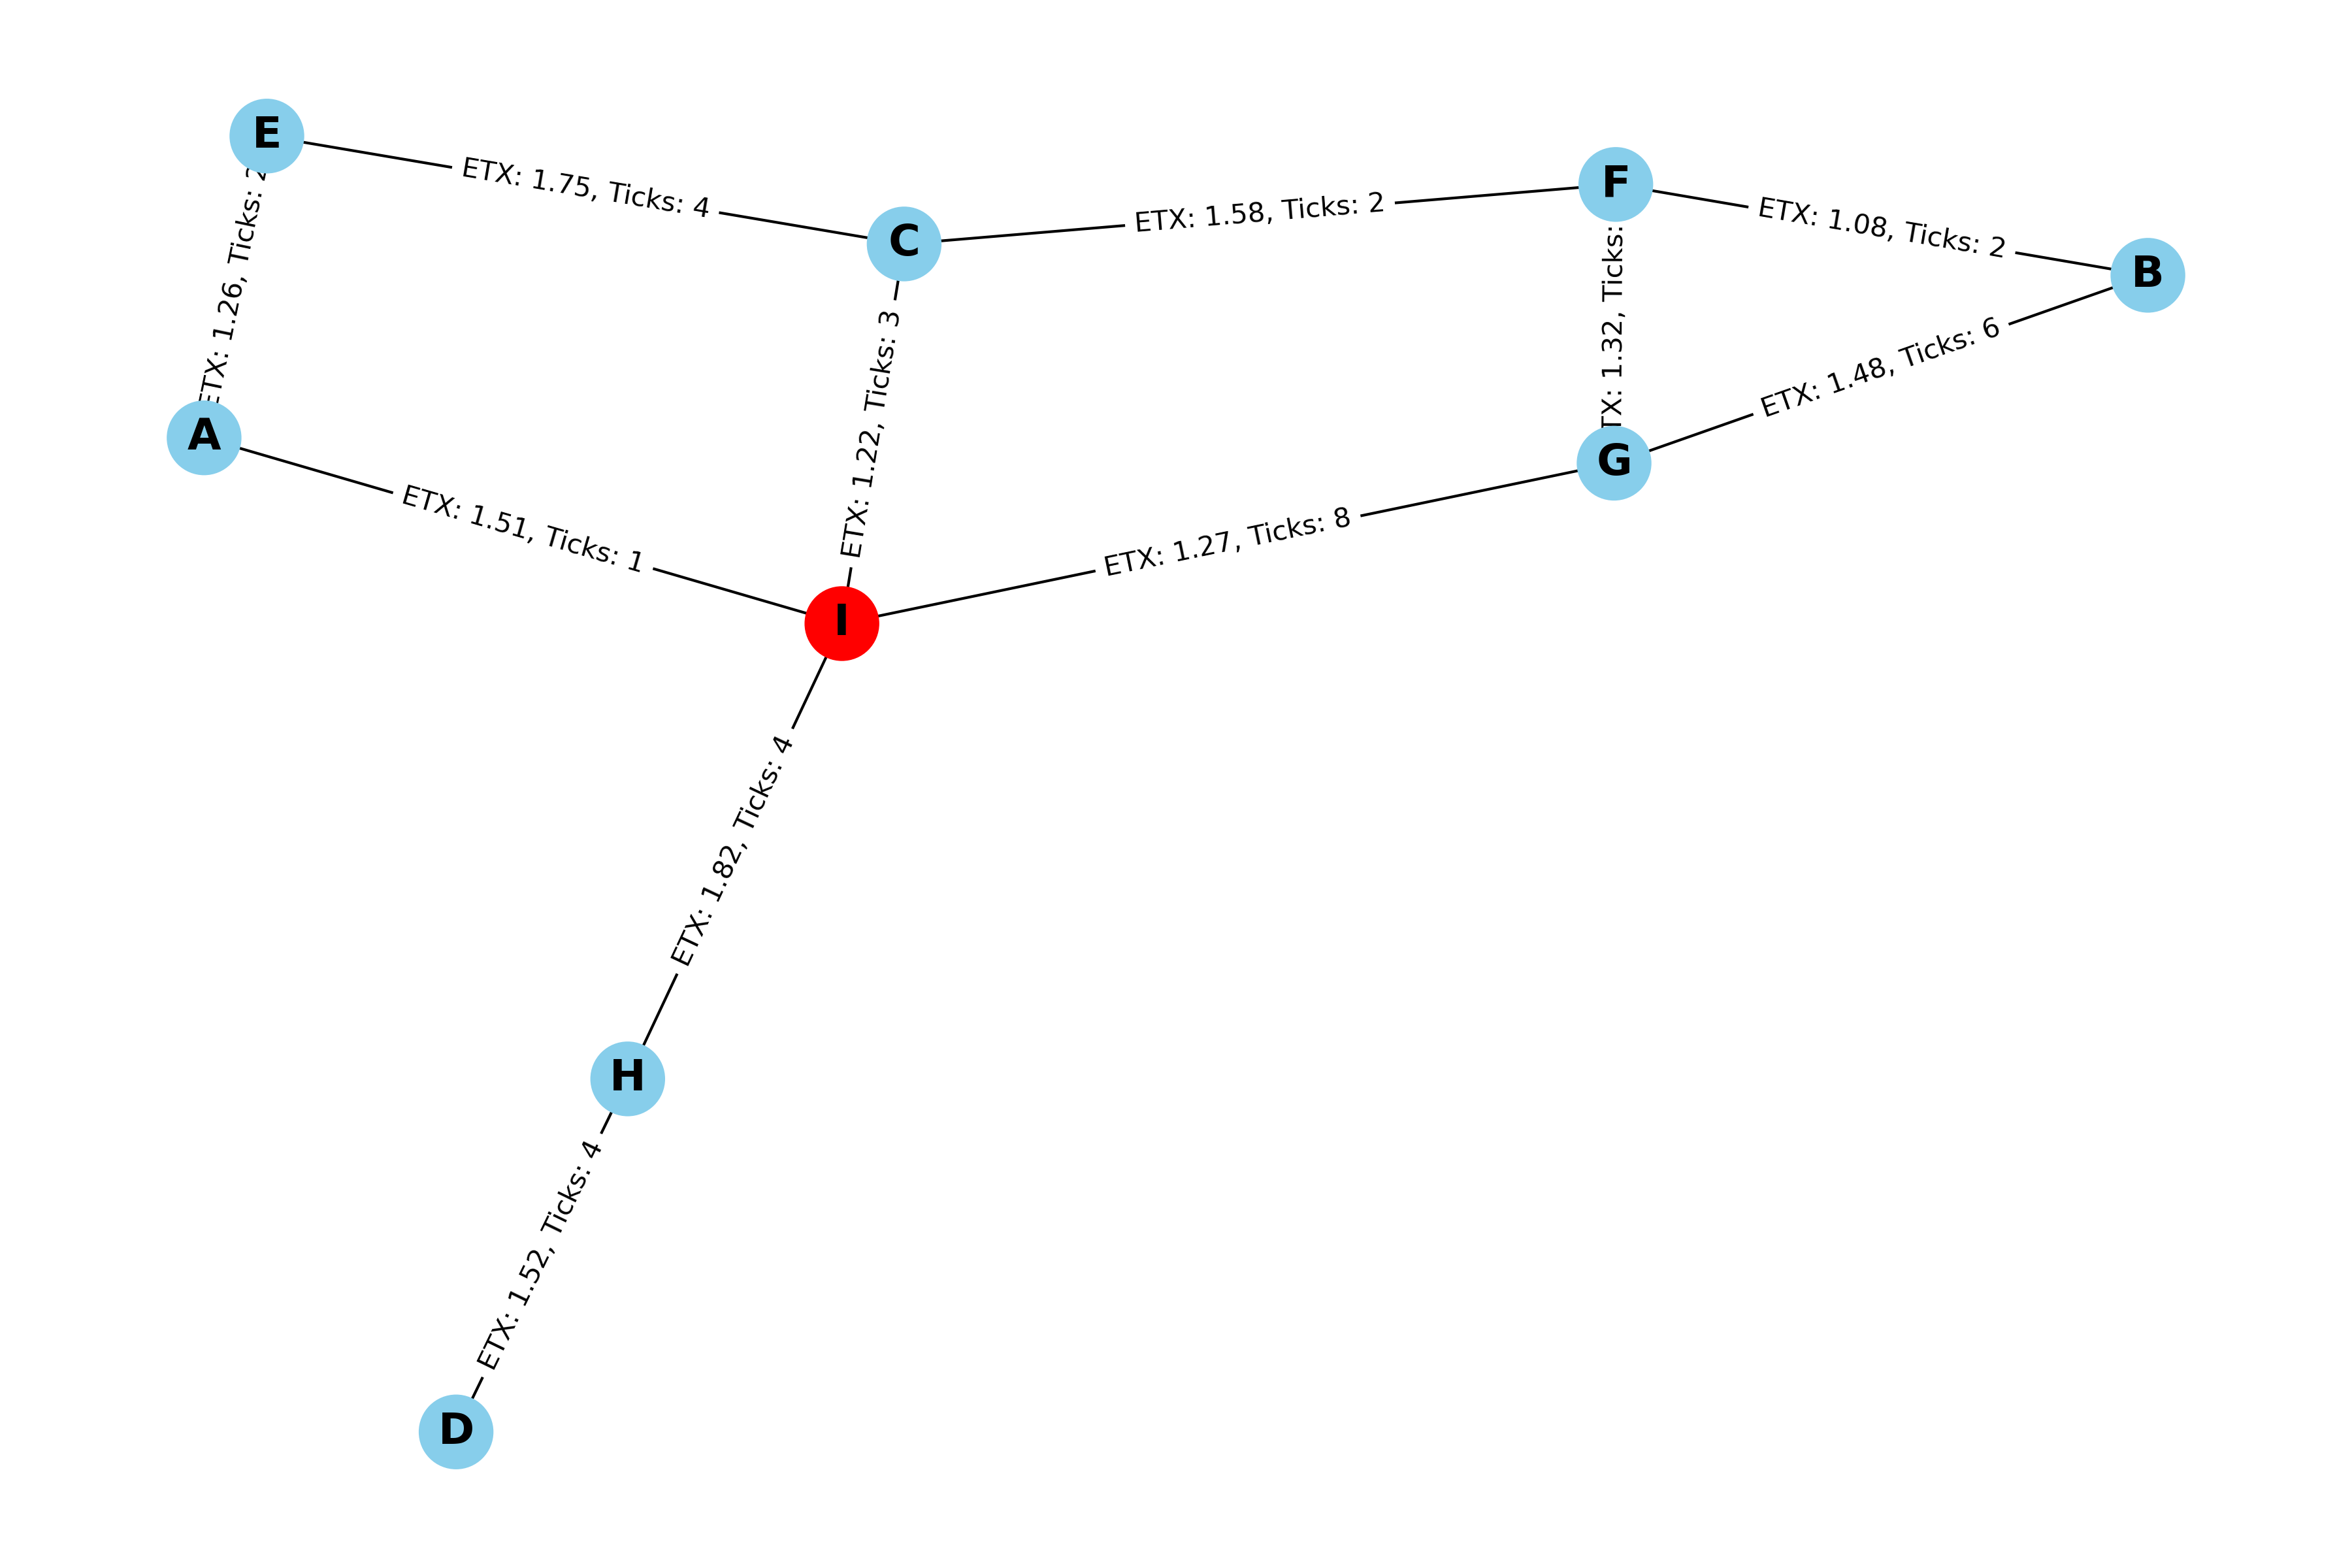 E
ETX: 1.75, Ticks: 4
C
ETX: 1.58, Ticks: 2
F
ETX: 1.08, Ticks: 2
B
ETX: 1.26, Ticks:
ETX: 1.22, Ticks: 3
TX: 1.32, Ticks:
ETX: 1.48, Ticks: 6
A
ETX: 1.51, Ticks: 1
G
ETX: 1.27, Ticks: 8
I
ETX: 1.82, Ticks: 4
H
ETX: 1.52, Ticks: 4
D